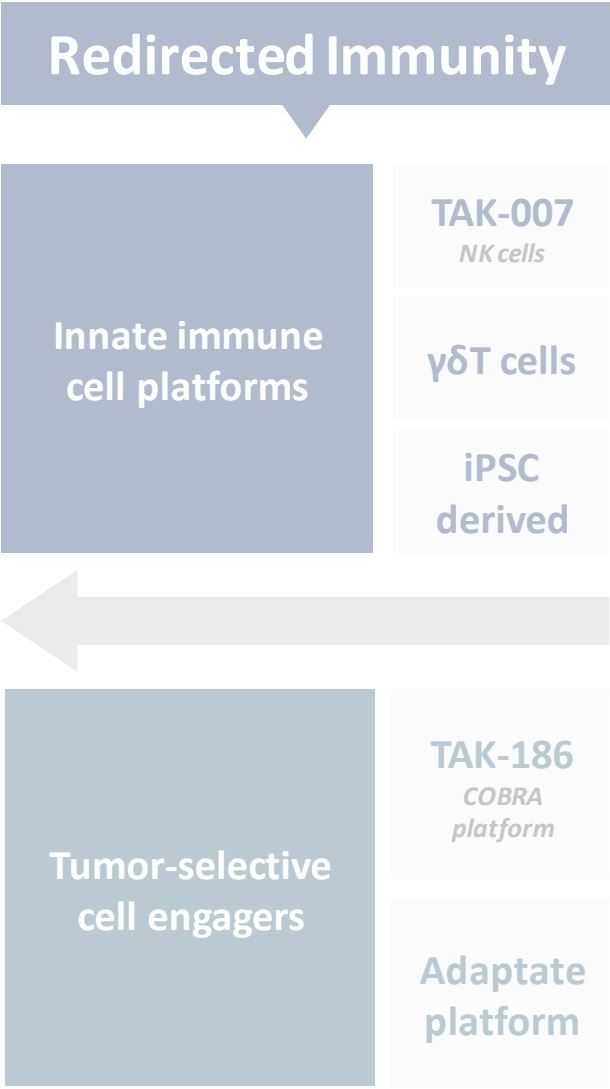 Redirected Immunity
Innate immune
cell platforms
TAK-007
NK cells
γδT cells
iPSC
derived
Tumor-selective
cell engagers
TAK-186
COBRA
platform
Adaptate
platform